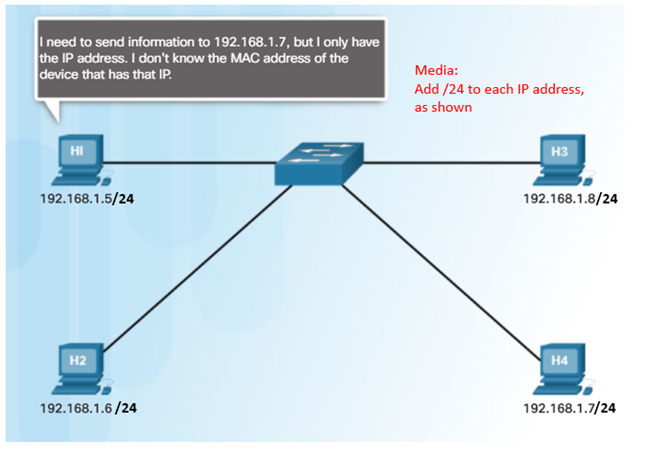 I need to send information to 192.168.1.7, but I only have
the IP address. I don't know the MAC address of the
device that has that IP.
Media:
Add /24 to each IP address,
as shown
H1
H3
192.168.1.5/24
192.168.1.8/24
H2
H4
192.168.1.6 /24
192.168.1.7/24